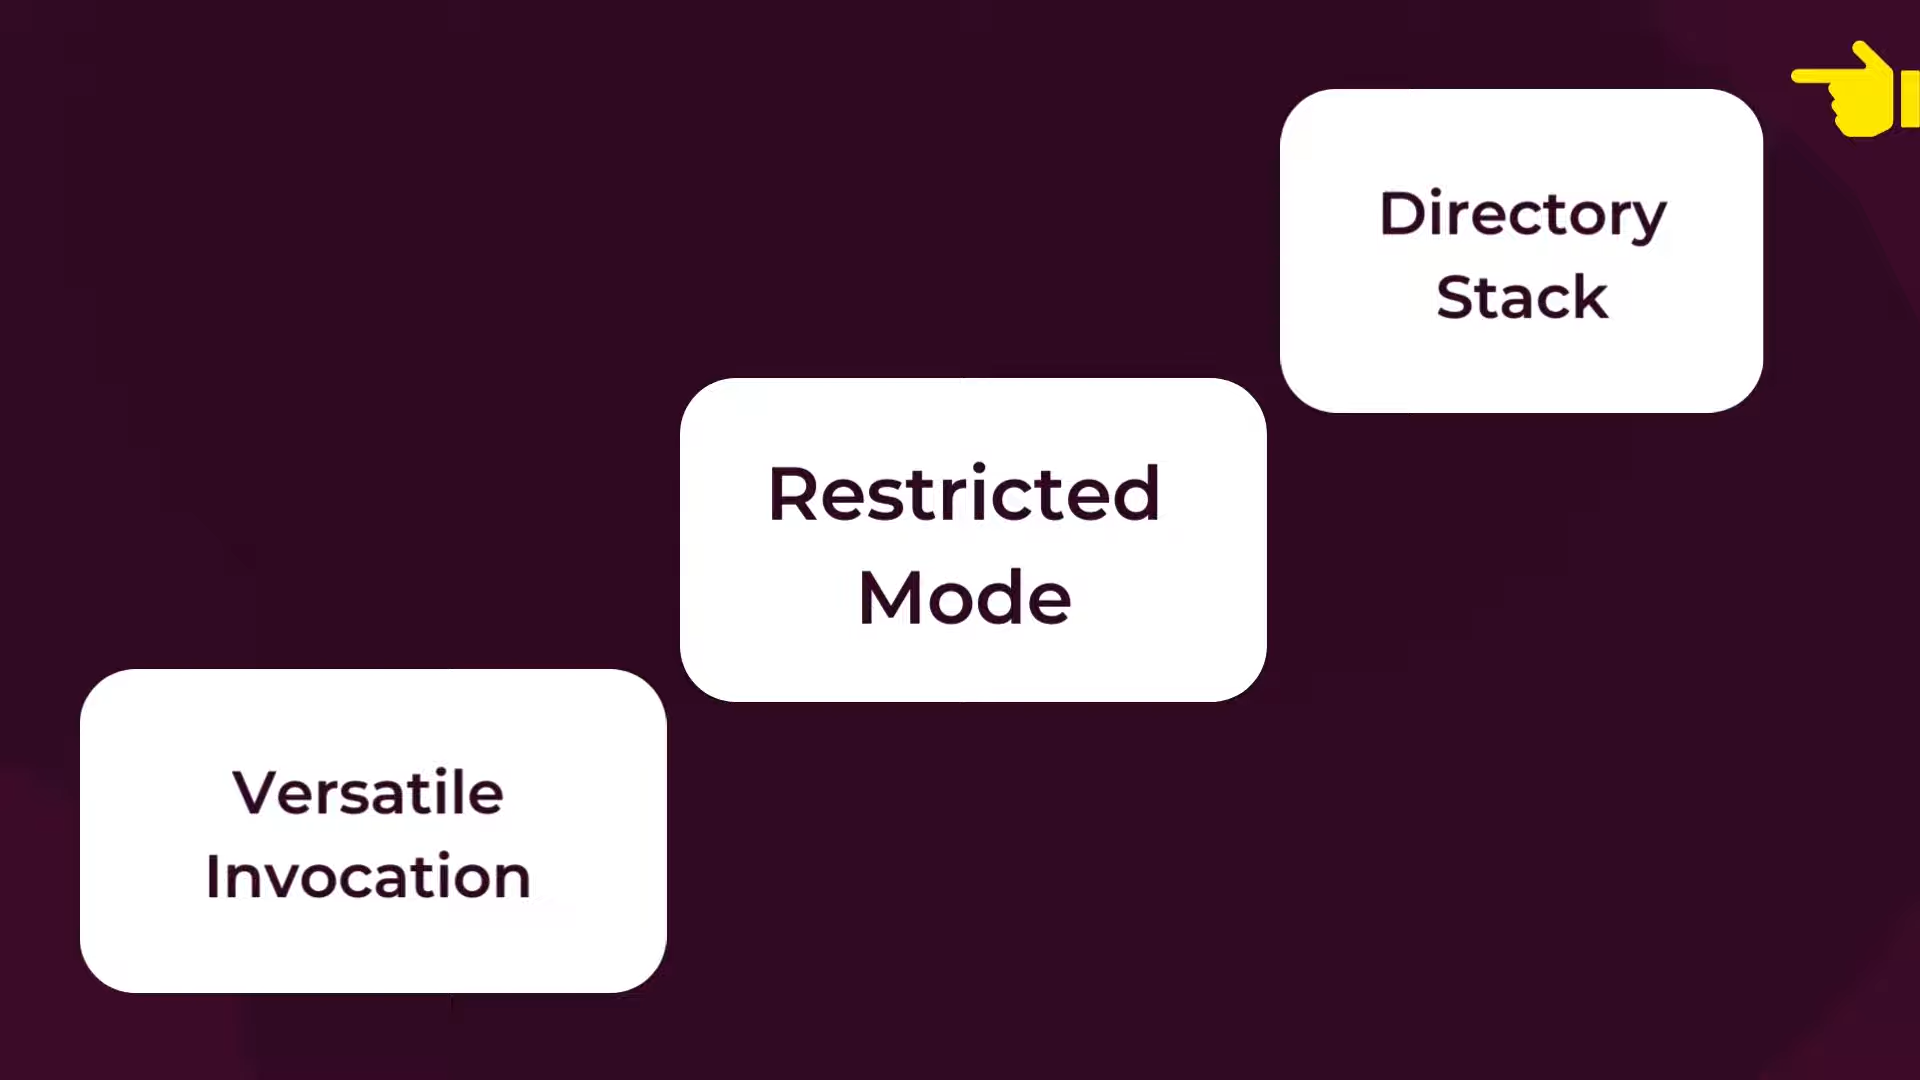 Directory
Stack
Restricted
Mode
Versatile
Invocation